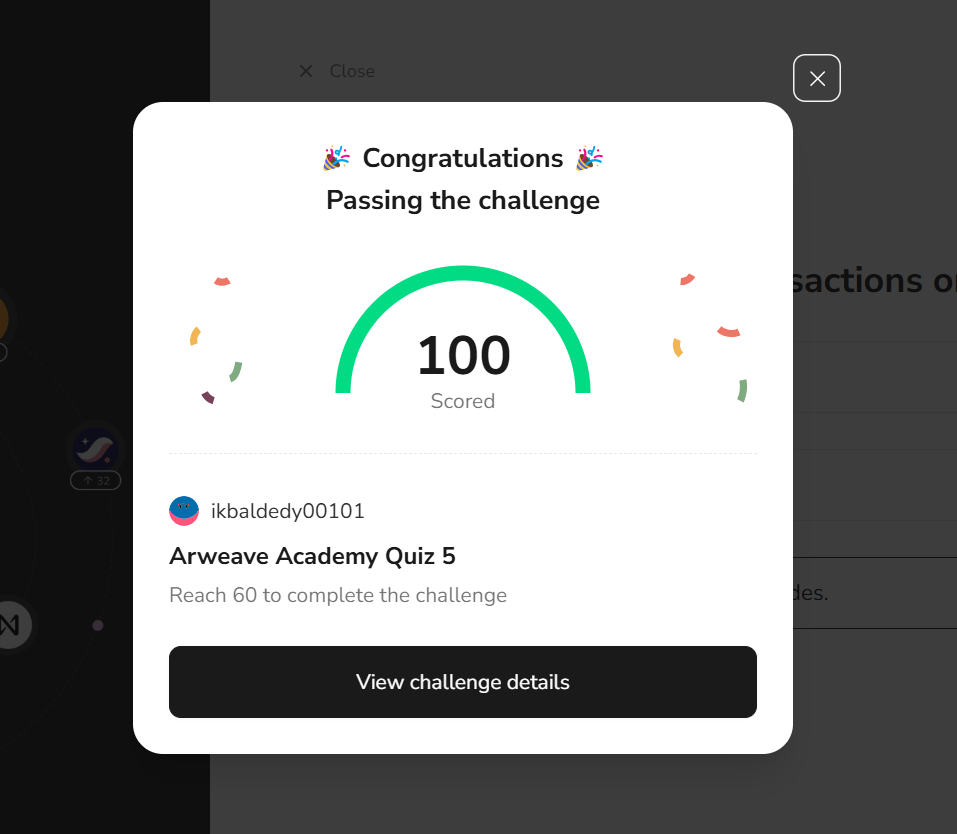 Close
Congratulations
Passing the challenge
sactions o
100
Scored
32
ikbaldedy00101
Arweave Academy Quiz 5
Reach 60 to complete the challenge
des.
View challenge details